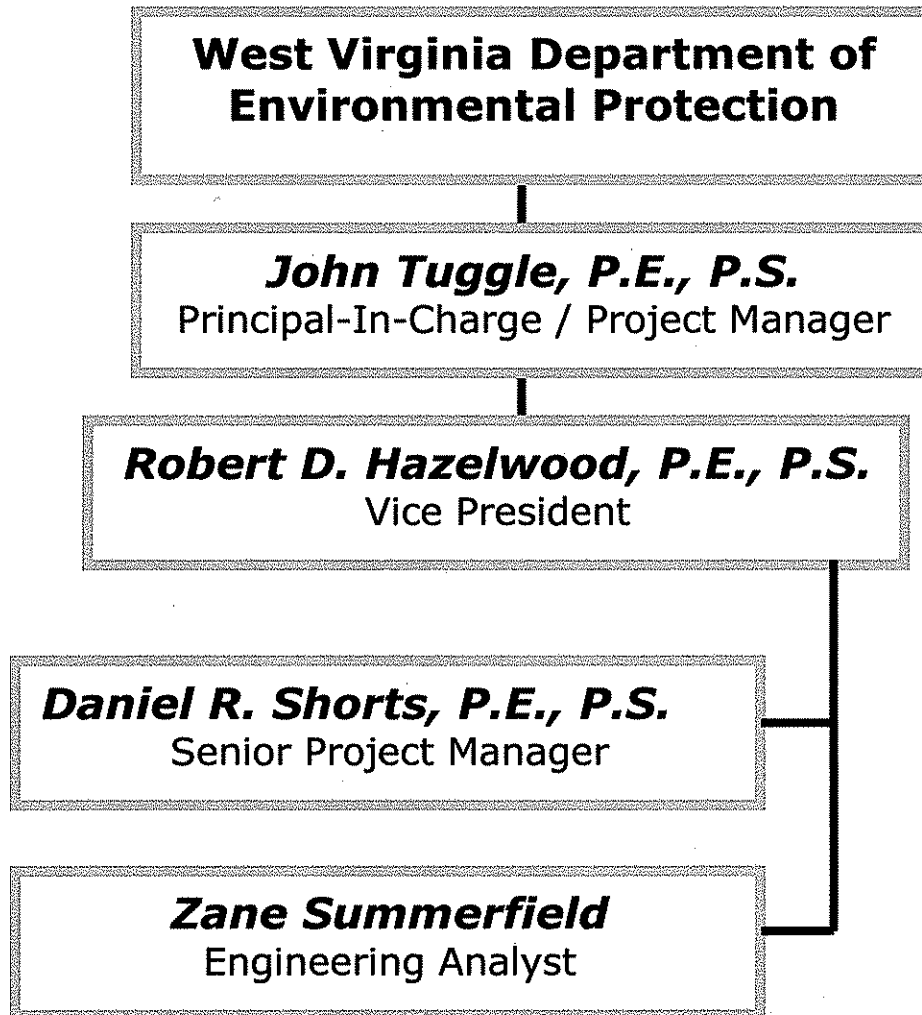 West Virginia Department of
Environmental Protection
John Tuggle, P.E., P.S.
Principal-In-Charge / Project Manager
Robert D. Hazelwood, P.E., P.S.
Vice President
Daniel R. Shorts, P.E., P.S.
Senior Project Manager
Zane Summerfield
Engineering Analyst